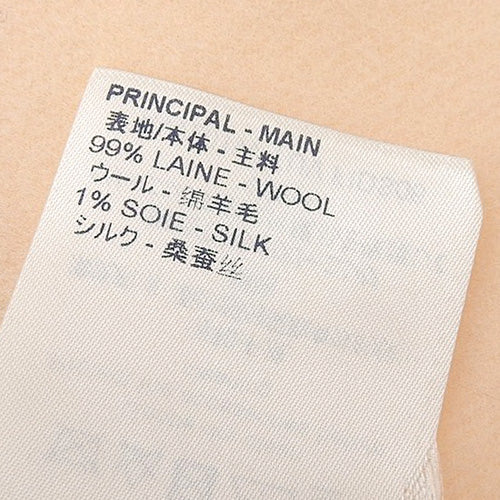 PRINCIPAL - MAIN
表地/本体 - 主料
99% LAINE - WOOL
ウール - 绵羊毛
1% SOIE - SILK
シルク - 桑蚕丝